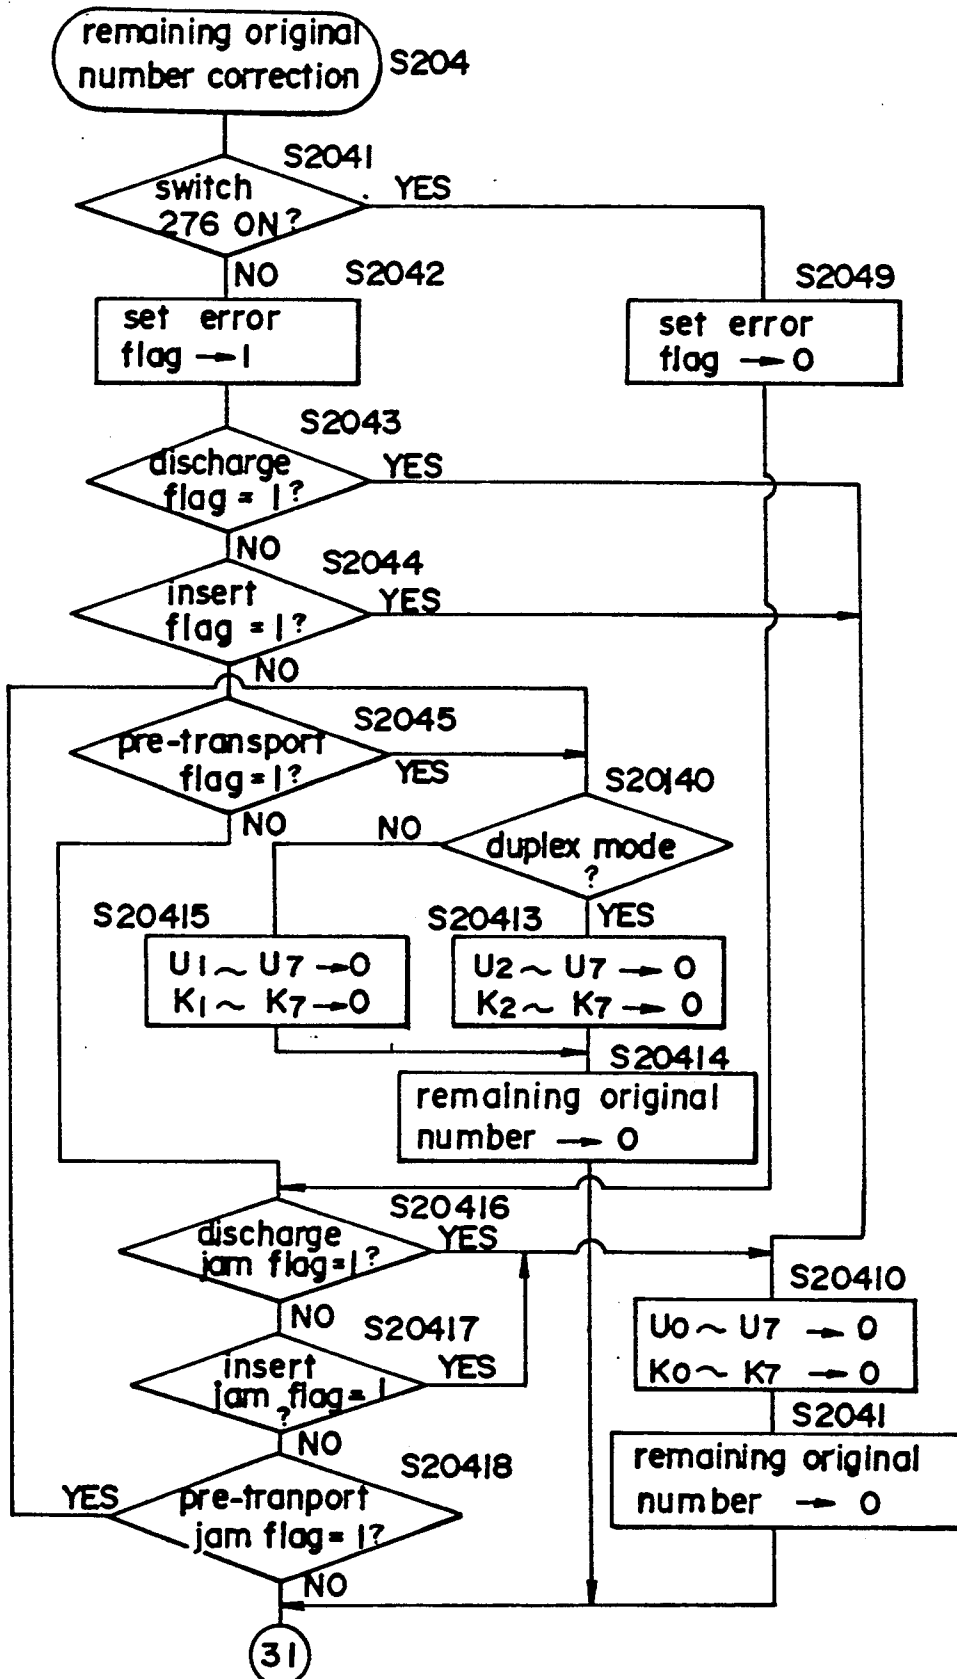 remaining original
number correction
S204
S2041
switch
276 ON?
YES
NO
S2042
set error
flag → 1
S2049
set error
flag → 0
S2043
discharge
flag = 1?
YES
NO
S2044
insert
flag = 1?
YES
NO
S2045
pre-transport
flag = 1?
YES
NO
S20140
duplex mode
?
NO
YES
S20415
U1 ~ U7 → 0
K1 ~ K7 → 0
S20413
U2 ~ U7 → 0
K2 ~ K7 → 0
S20414
remaining original
number → 0
S20416
discharge
jam flag = 1?
YES
NO
S20417
insert
jam flag = 1
?
YES
NO
S20410
U0 ~ U7 → 0
K0 ~ K7 → 0
S2041
remaining original
number → 0
S20418
pre-tranport
jam flag = 1?
YES
NO
31